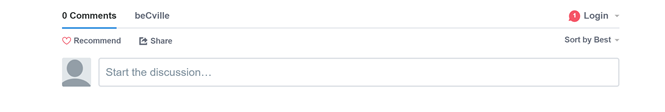 0 Comments beCville 1 Login
Recommend Share Sort by Best
Start the discussion…